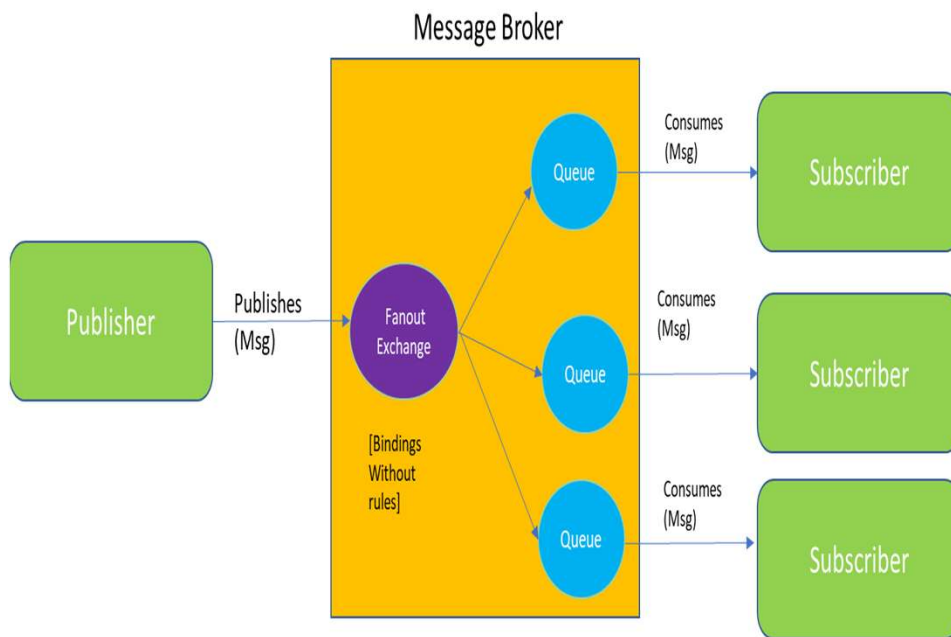 Message Broker
Publisher
Publishes
(Msg)
Fanout
Exchange
[Bindings
Without
rules]
Queue
Consumes
(Msg)
Subscriber
Queue
Consumes
(Msg)
Subscriber
Queue
Consumes
(Msg)
Subscriber